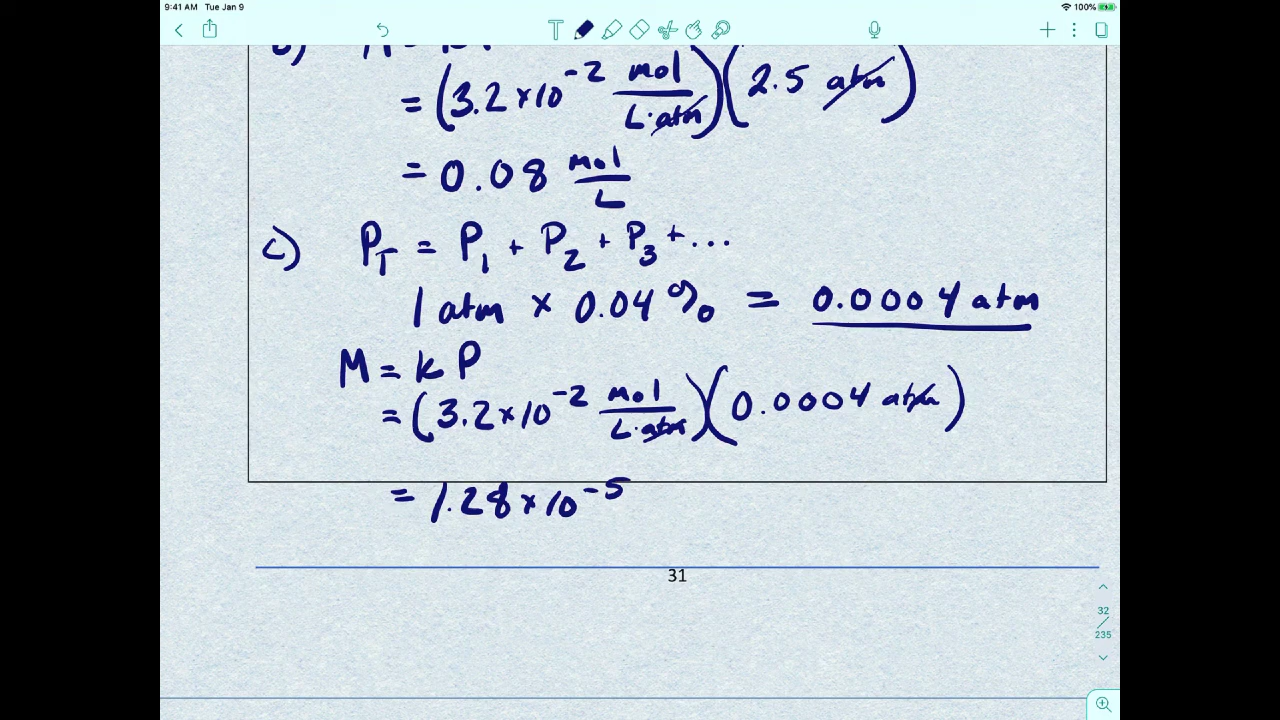 9:41 AM Tue Jan 9 100%
= (3.2×10⁻² mol/L·atm)(2.5 atm)
= 0.08 mol/L
c) P_T = P₁ + P₂ + P₃ + ...
1 atm × 0.04% = 0.0004 atm
M = kP
= (3.2×10⁻² mol/L·atm)(0.0004 atm)
= 1.28×10⁻⁵
31
32/235